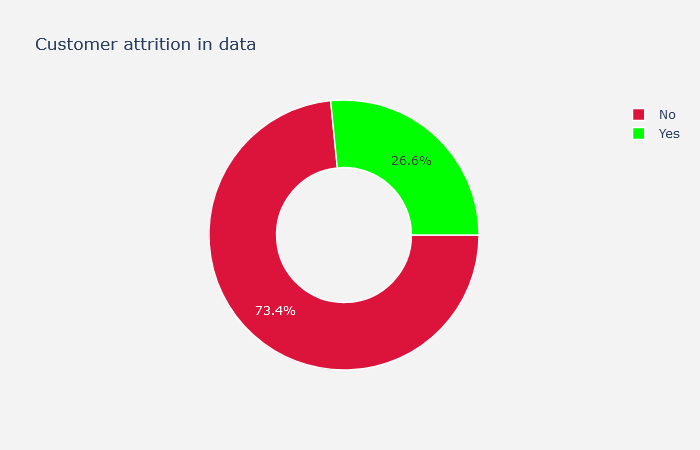 Customer attrition in data
No
Yes
26.6%
73.4%